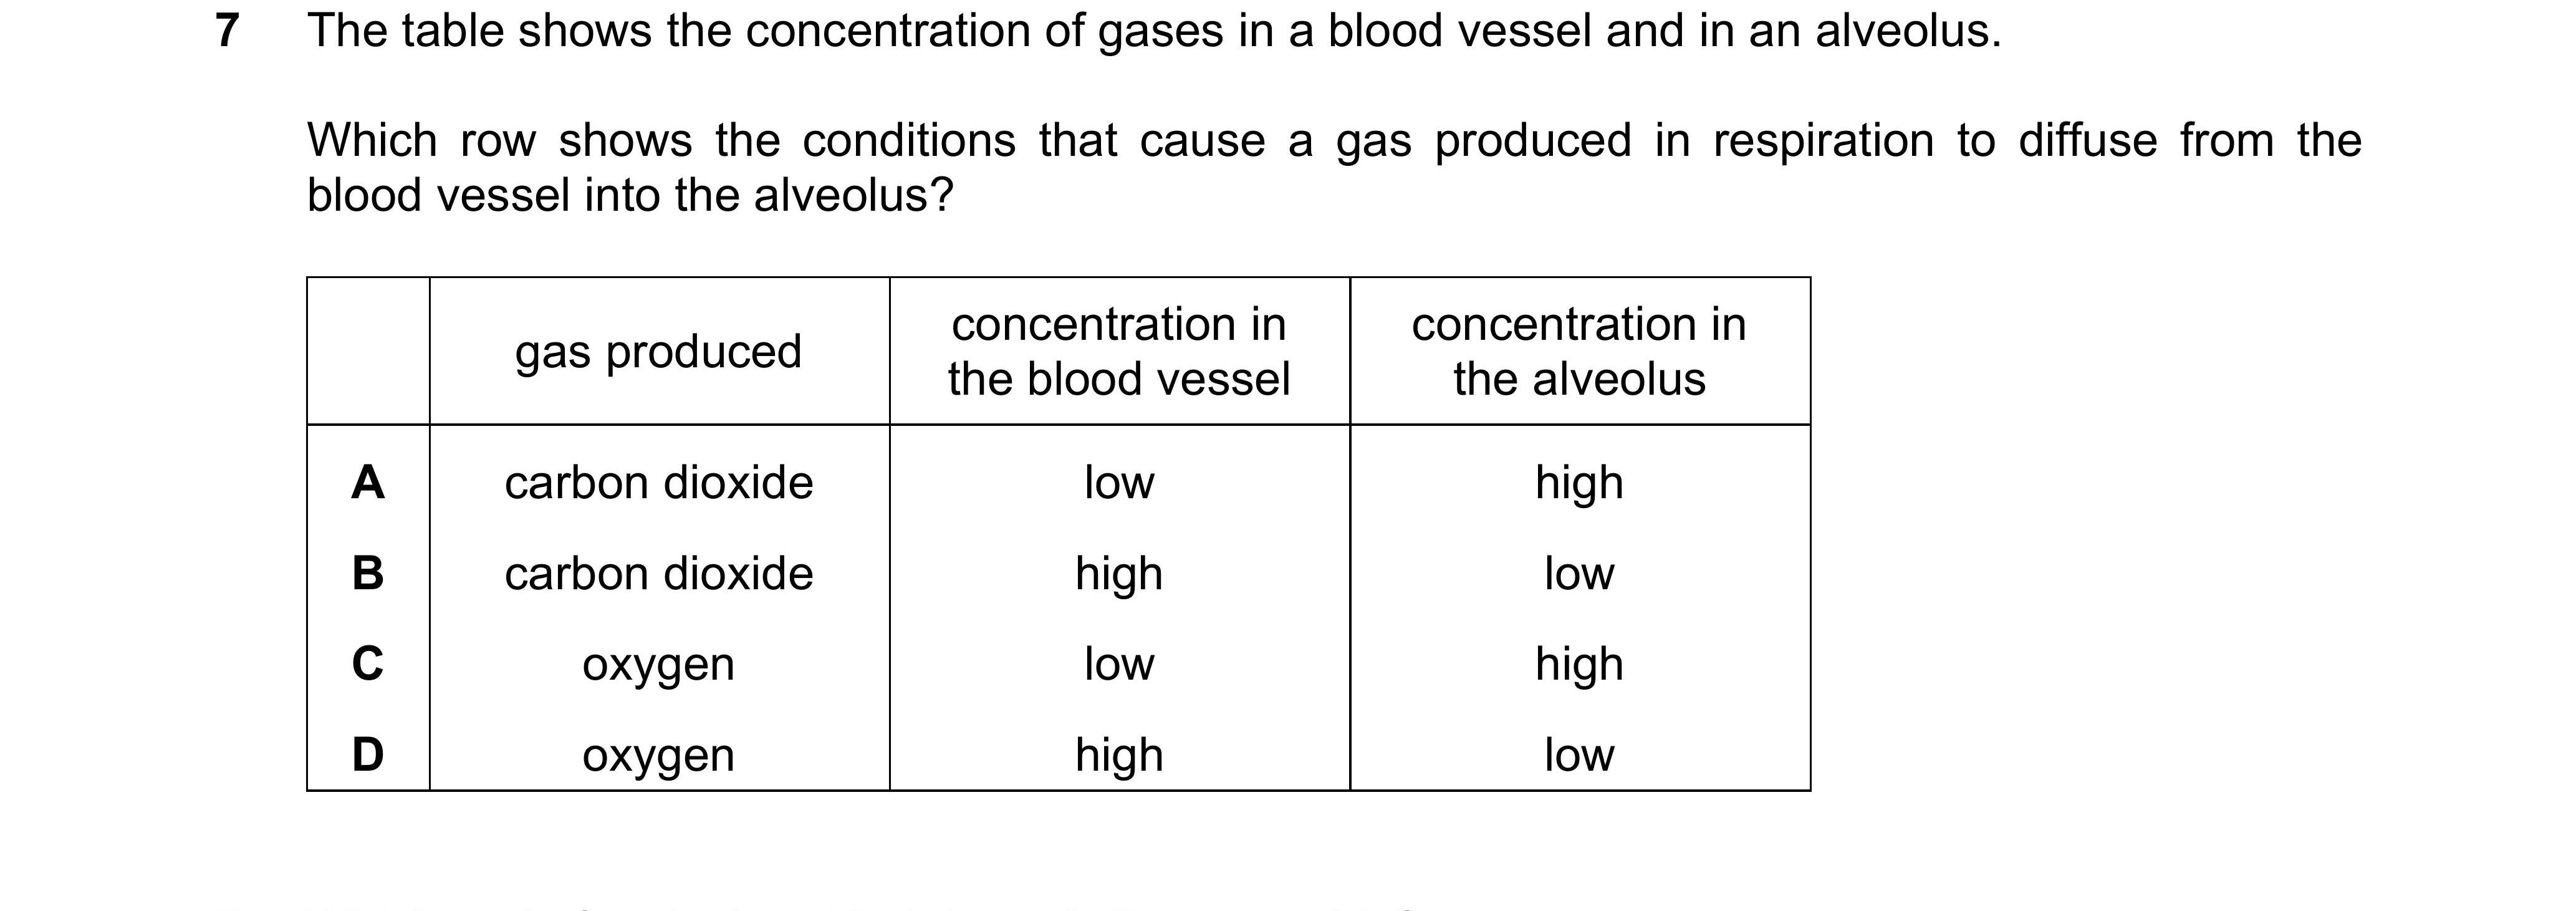 7 The table shows the concentration of gases in a blood vessel and in an alveolus.
Which row shows the conditions that cause a gas produced in respiration to diffuse from the
blood vessel into the alveolus?
gas produced
concentration in
the blood vessel
concentration in
the alveolus
A carbon dioxide low high
B carbon dioxide high low
C oxygen low high
D oxygen high low